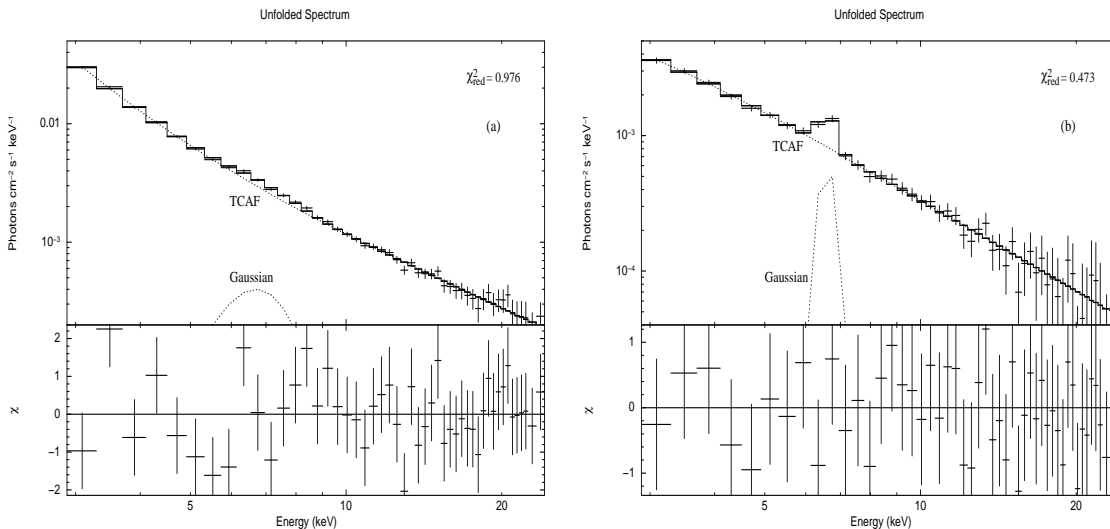 Unfolded Spectrum
χ²red = 0.976
(a)
TCAF
Gaussian
Photons cm⁻² s⁻¹ keV⁻¹
0.01
10⁻³
χ
2
1
0
−1
−2
5
10
20
Energy (keV)
Unfolded Spectrum
χ²red = 0.473
(b)
TCAF
Gaussian
Photons cm⁻² s⁻¹ keV⁻¹
10⁻³
10⁻⁴
χ
1
0
−1
5
10
20
Energy (keV)